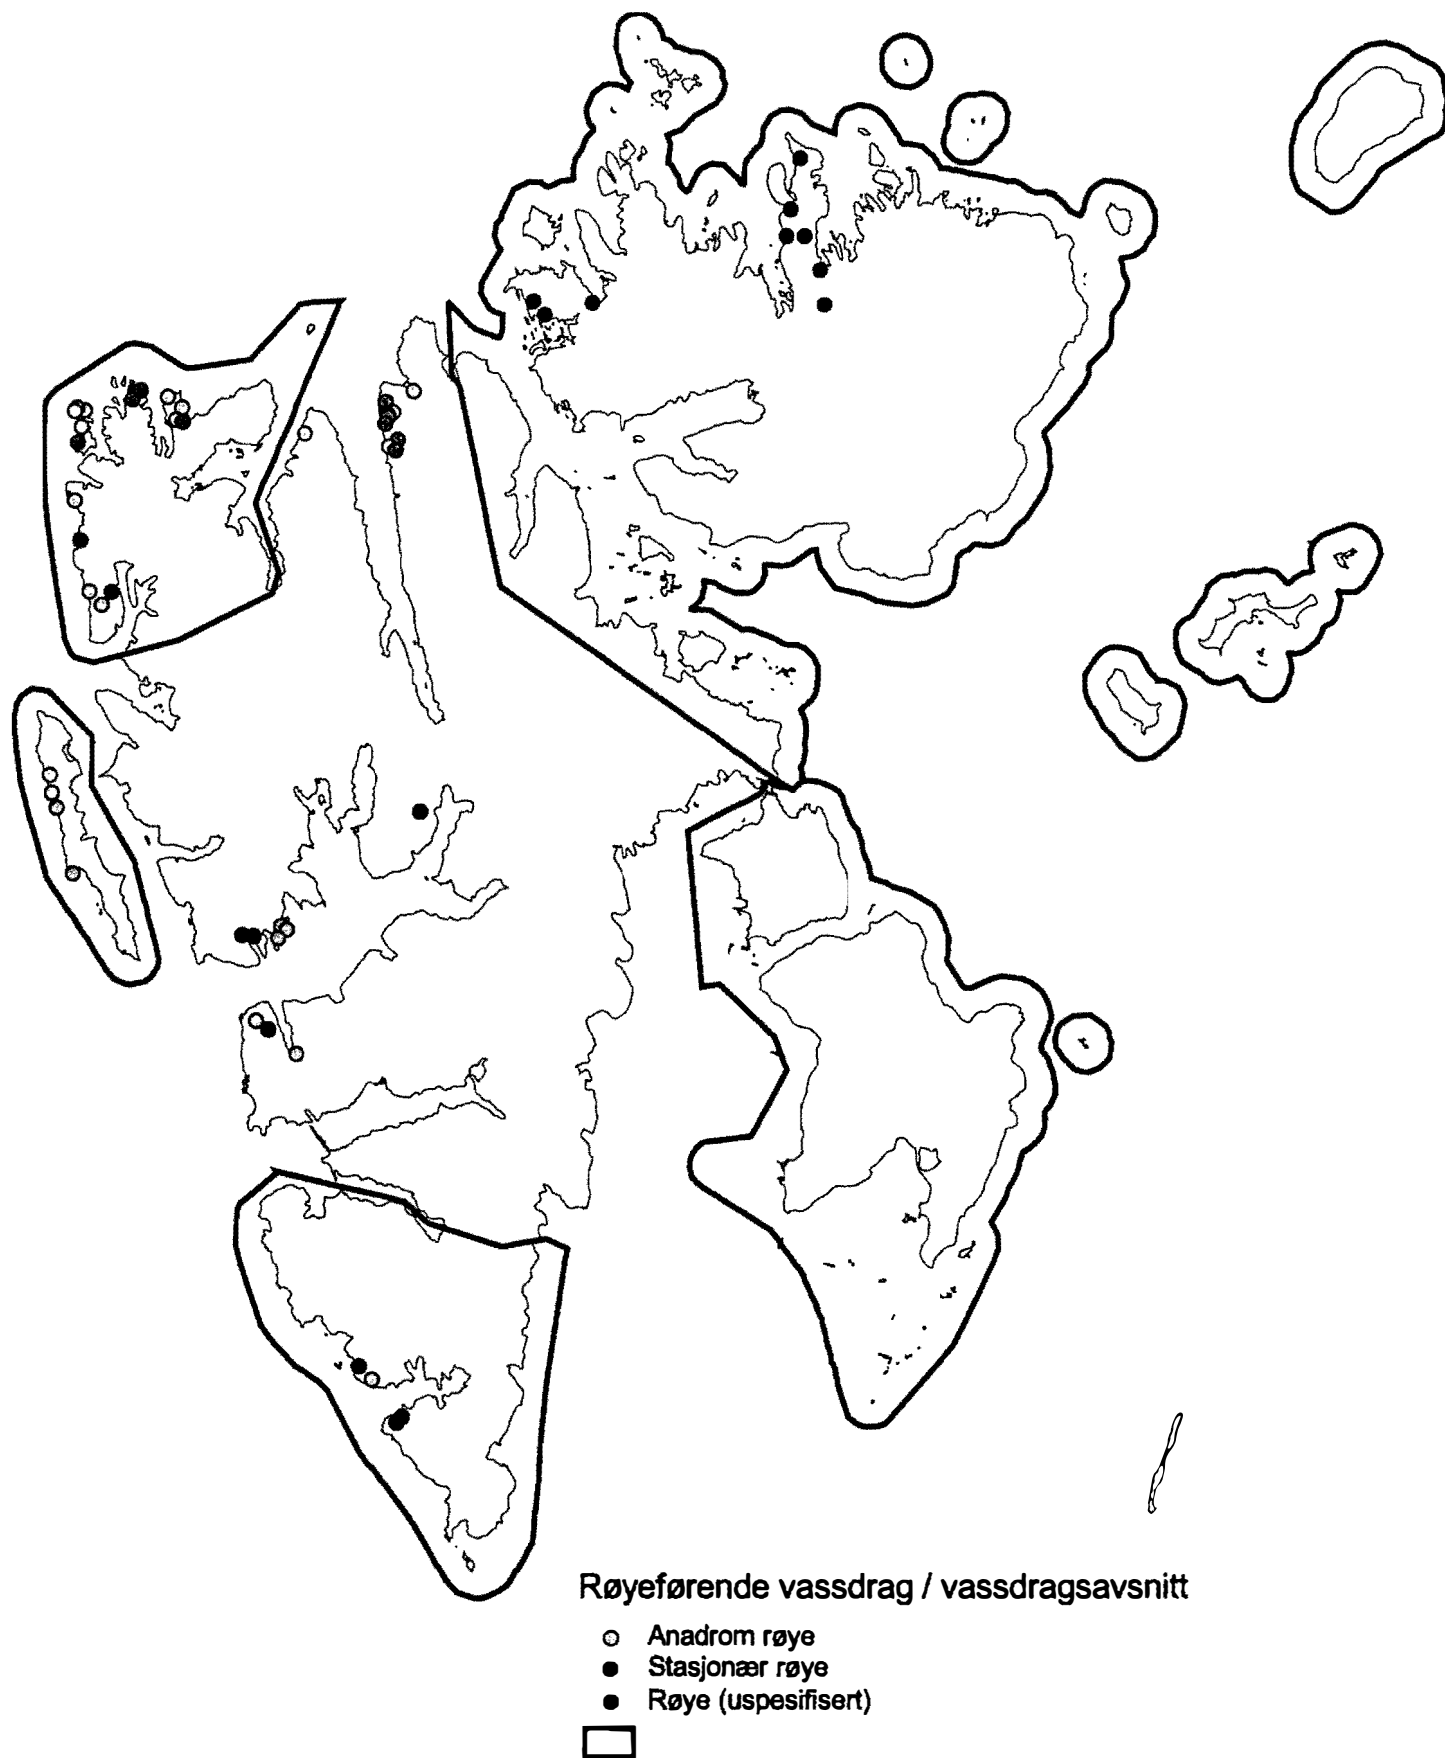 Røyeførende vassdrag / vassdragsavsnitt
Anadrom røye
Stasjonær røye
Røye (uspesifisert)